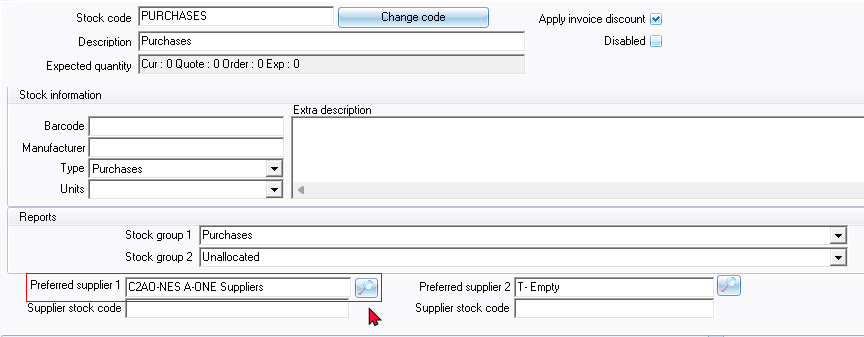 Stock code PURCHASES Change code Apply invoice discount
Description Purchases Disabled
Expected quantity Cur : 0 Quote : 0 Order : 0 Exp : 0
Stock information
Extra description
Barcode
Manufacturer
Type Purchases
Units
Reports
Stock group 1 Purchases
Stock group 2 Unallocated
Preferred supplier 1 C2AO-NES A-ONE Suppliers Preferred supplier 2 T- Empty
Supplier stock code Supplier stock code